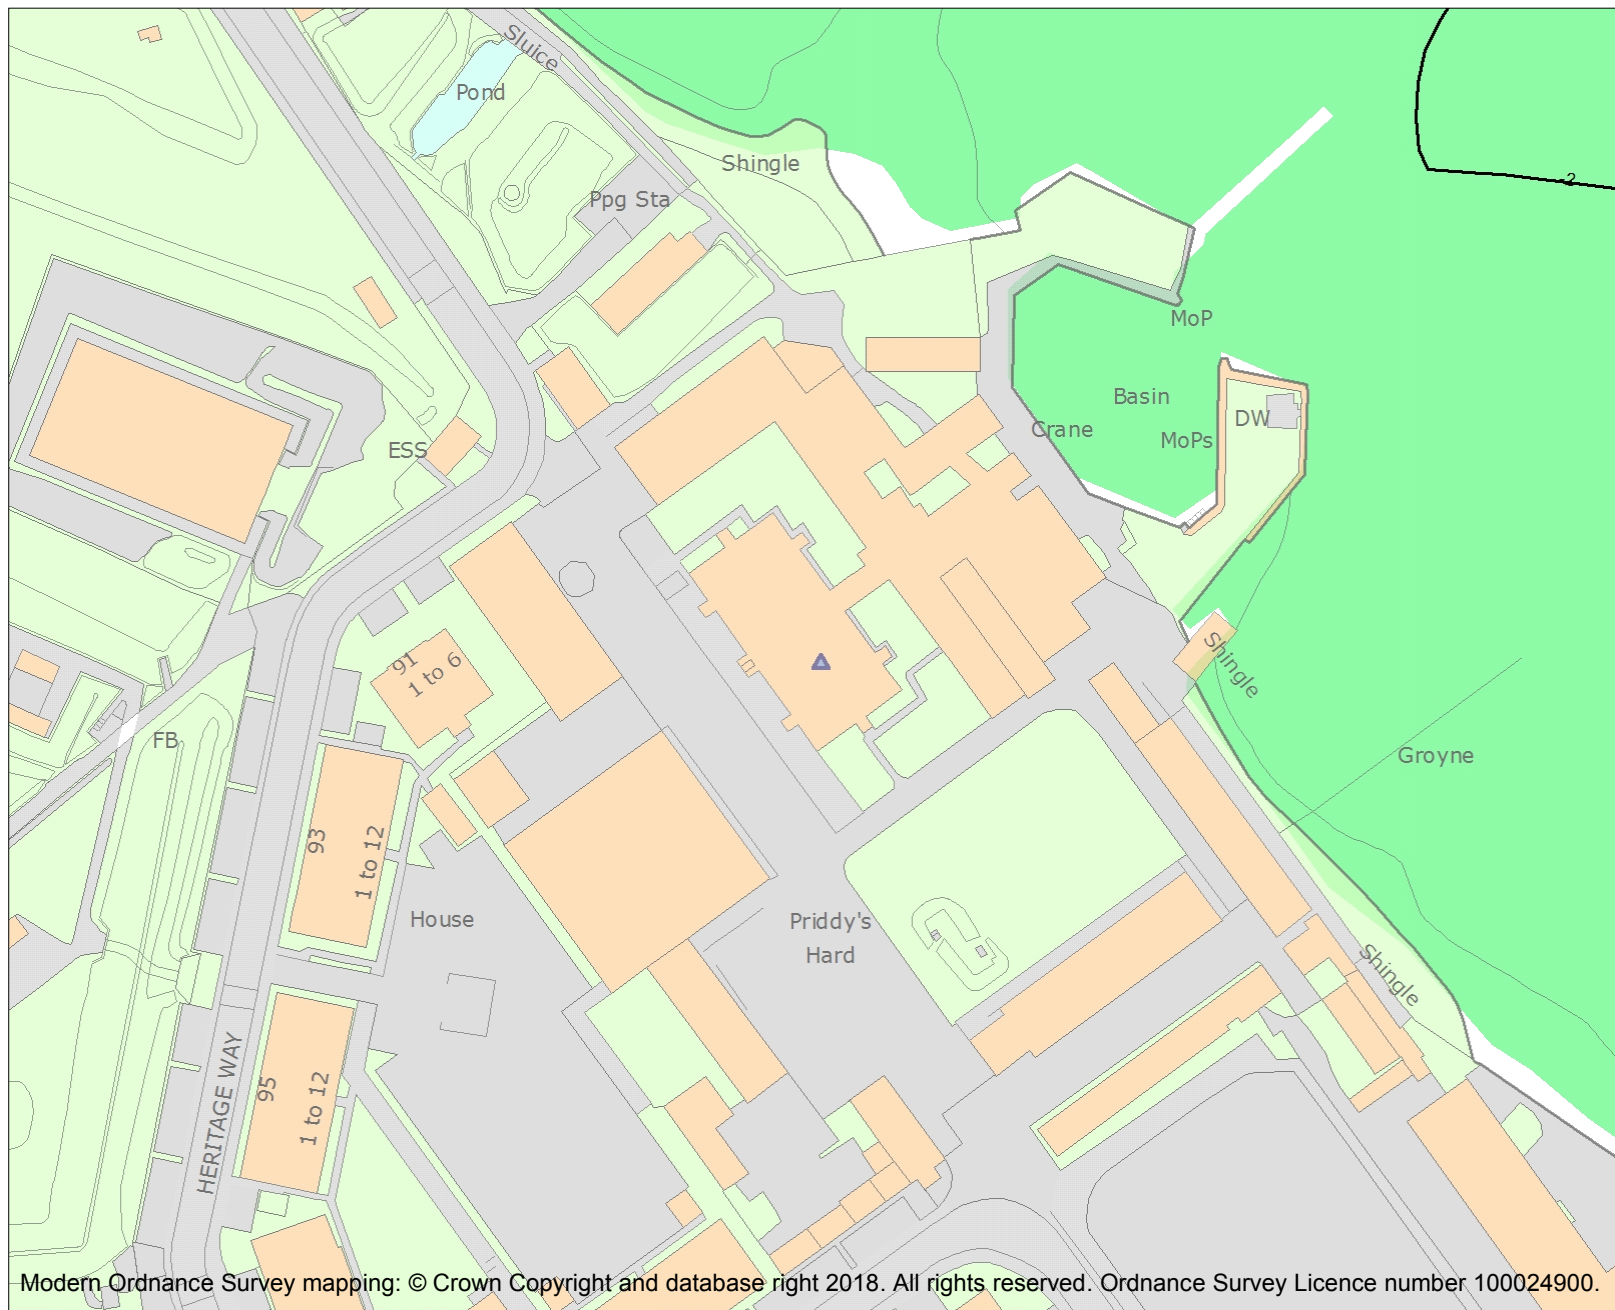 Sluice
Pond
Shingle
Ppg Sta
-2
MoP
Basin
DW
Crane
MoPs
ESS
91
1 to 6
Shingle
FB
Groyne
93
1 to 12
House
Priddy's
Hard
Shingle
HERITAGE WAY
95
1 to 12
Modern Ordnance Survey mapping: © Crown Copyright and database right 2018. All rights reserved. Ordnance Survey Licence number 100024900.